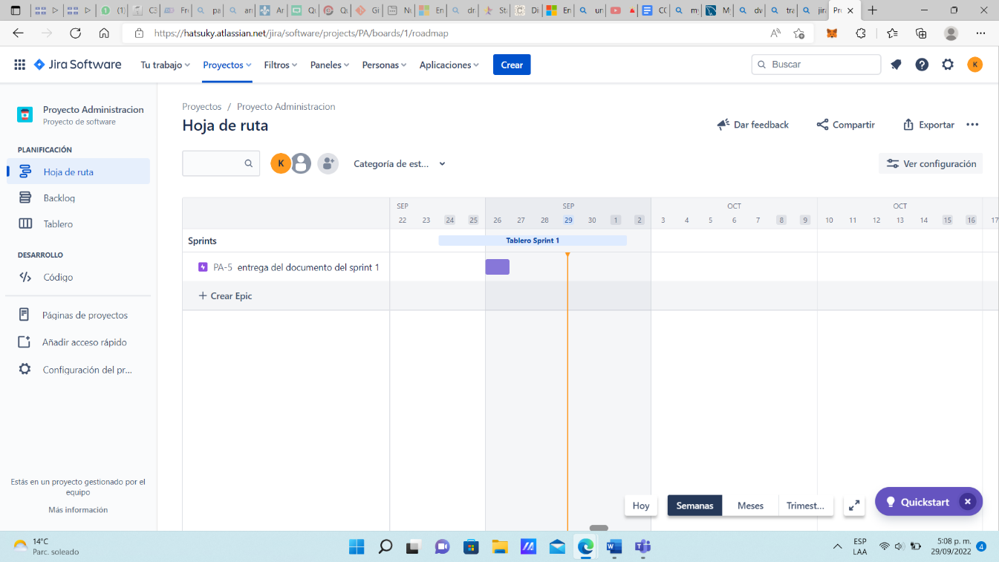 (1)
https://hatsuky.atlassian.net/jira/software/projects/PA/boards/1/roadmap
Jira Software
Tu trabajo
Proyectos
Filtros
Paneles
Personas
Aplicaciones
Crear
Buscar
K
Proyecto Administracion
Proyecto de software
PLANIFICACIÓN
Hoja de ruta
Backlog
Tablero
DESARROLLO
Código
Páginas de proyectos
Añadir acceso rápido
Configuración del pr...
Estás en un proyecto gestionado por el
equipo
Más información
Proyectos / Proyecto Administracion
Hoja de ruta
Dar feedback
Compartir
Exportar
K
Categoría de est...
Ver configuración
SEP SEP OCT OCT
22 23 24 25 26 27 28 29 30 1 2 3 4 5 6 7 8 9 10 11 12 13 14 15 16 17
Sprints
Tablero Sprint 1
PA-5 entrega del documento del sprint 1
+ Crear Epic
Hoy
Semanas
Meses
Trimest...
Quickstart
14°C
Parc. soleado
ESP
LAA
5:08 p. m.
29/09/2022
4